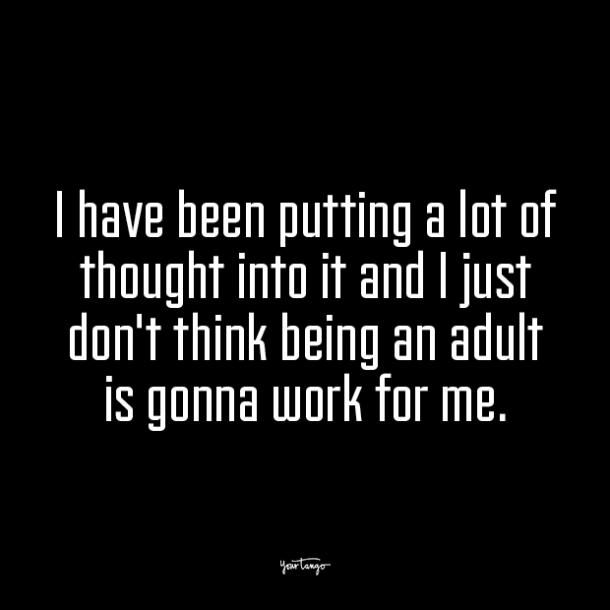 I have been putting a lot of
thought into it and I just
don't think being an adult
is gonna work for me.
yourtango